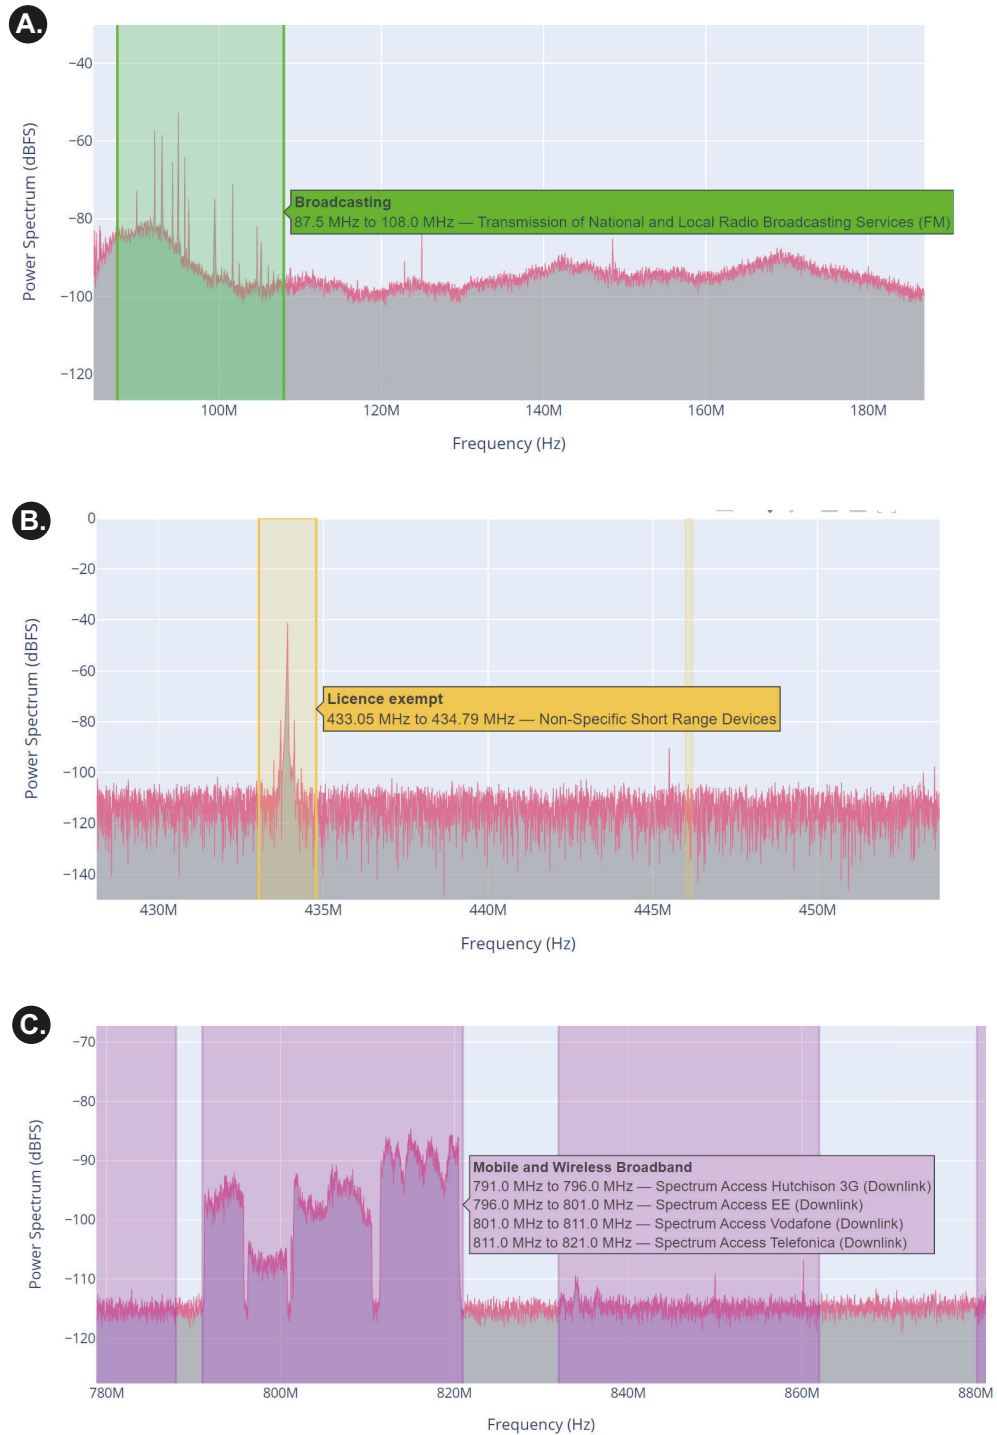 A.
−40
−60
−80
−100
−120
Power Spectrum (dBFS)
Broadcasting
87.5 MHz to 108.0 MHz — Transmission of National and Local Radio Broadcasting Services (FM)
100M 120M 140M 160M 180M
Frequency (Hz)
B.
0
−20
−40
−60
−80
−100
−120
−140
Power Spectrum (dBFS)
Licence exempt
433.05 MHz to 434.79 MHz — Non-Specific Short Range Devices
430M 435M 440M 445M 450M
Frequency (Hz)
C.
−70
−80
−90
−100
−110
−120
Power Spectrum (dBFS)
Mobile and Wireless Broadband
791.0 MHz to 796.0 MHz — Spectrum Access Hutchison 3G (Downlink)
796.0 MHz to 801.0 MHz — Spectrum Access EE (Downlink)
801.0 MHz to 811.0 MHz — Spectrum Access Vodafone (Downlink)
811.0 MHz to 821.0 MHz — Spectrum Access Telefonica (Downlink)
780M 800M 820M 840M 860M 880M
Frequency (Hz)